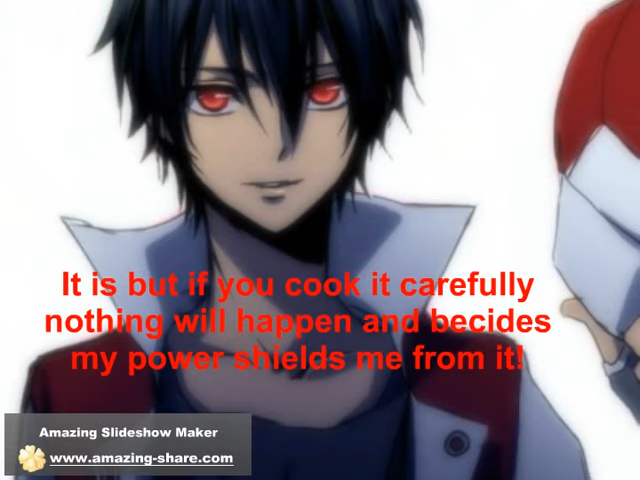 It is but if you cook it carefully
nothing will happen and becides
my power shields me from it!
Amazing Slideshow Maker
www.amazing-share.com